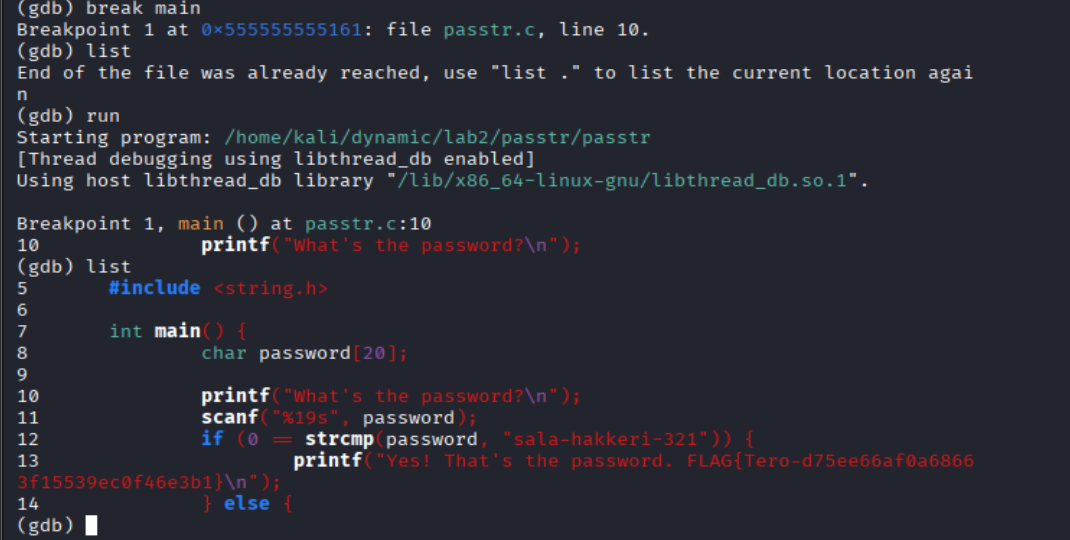 (gdb) break main
Breakpoint 1 at 0×555555555161: file passtr.c, line 10.
(gdb) list
End of the file was already reached, use "list ." to list the current location agai
n
(gdb) run
Starting program: /home/kali/dynamic/lab2/passtr/passtr
[Thread debugging using libthread_db enabled]
Using host libthread_db library "/lib/x86_64-linux-gnu/libthread_db.so.1".
Breakpoint 1, main () at passtr.c:10
10              printf("What's the password?\n");
(gdb) list
5       #include <string.h>
6
7       int main() {
8               char password[20];
9
10              printf("What's the password?\n");
11              scanf("%19s", password);
12              if (0 == strcmp(password, "sala-hakkeri-321")) {
13                      printf("Yes! That's the password. FLAG{Tero-d75ee66af0a6866
3f15539ec0f46e3b1}\n");
14              } else {
(gdb)